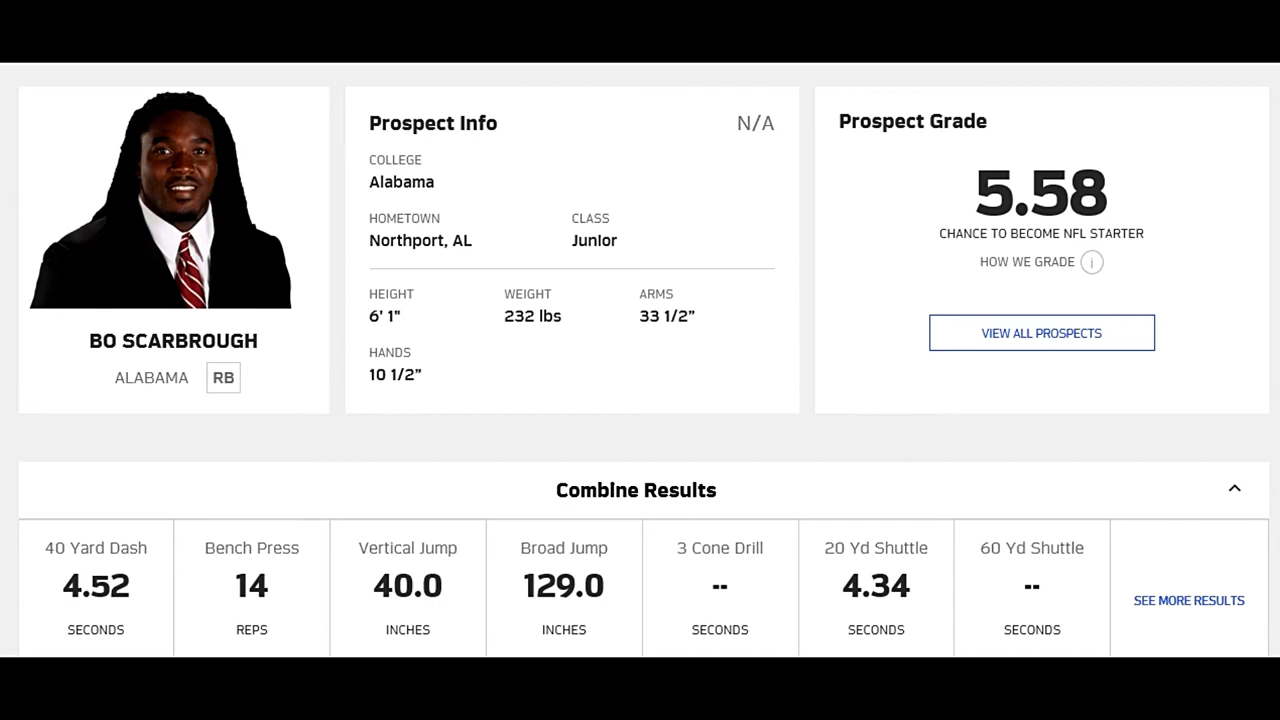 BO SCARBROUGH
ALABAMA RB
Prospect Info N/A
COLLEGE
Alabama
HOMETOWN CLASS
Northport, AL Junior
HEIGHT WEIGHT ARMS
6' 1" 232 lbs 33 1/2”
HANDS
10 1/2”
Prospect Grade
5.58
CHANCE TO BECOME NFL STARTER
HOW WE GRADE i
VIEW ALL PROSPECTS
Combine Results
40 Yard Dash Bench Press Vertical Jump Broad Jump 3 Cone Drill 20 Yd Shuttle 60 Yd Shuttle
4.52 14 40.0 129.0 -- 4.34 --
SEE MORE RESULTS
SECONDS REPS INCHES INCHES SECONDS SECONDS SECONDS